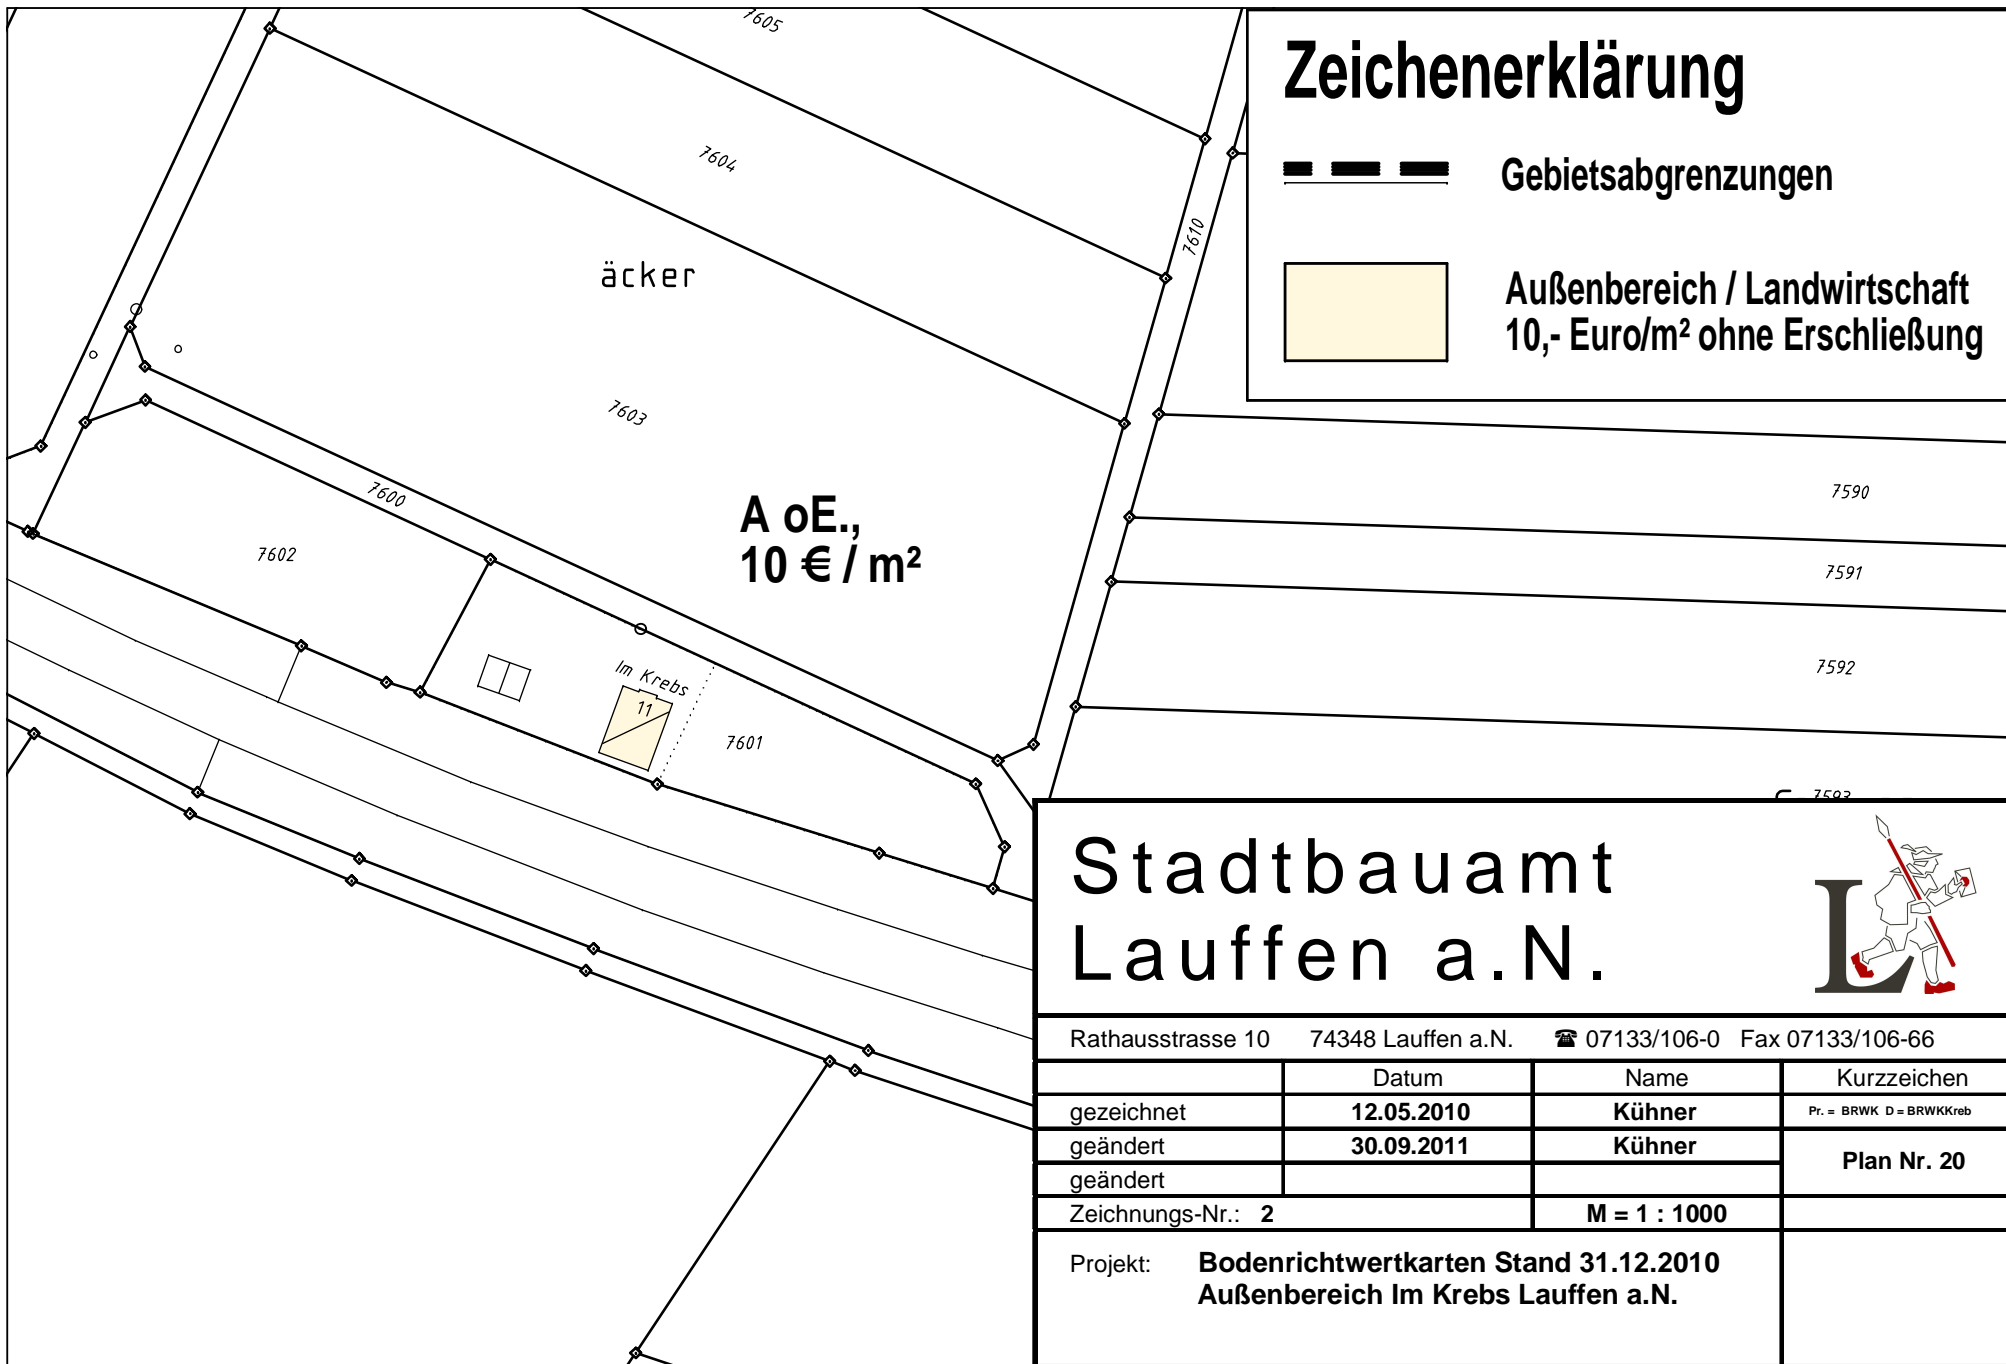 7605
7604
äcker
7610
7603
7600
7602
A oE.,
10 € / m²
Im Krebs
11
7601
Zeichenerklärung
Gebietsabgrenzungen
Außenbereich / Landwirtschaft
10,- Euro/m² ohne Erschließung
7590
7591
7592
7593
Stadtbauamt
Lauffen a.N.
L
Rathausstrasse 10 74348 Lauffen a.N. ☎ 07133/106-0 Fax 07133/106-66
Datum Name Kurzzeichen
gezeichnet 12.05.2010 Kühner Pr. = BRWK D = BRWKKreb
geändert 30.09.2011 Kühner
Plan Nr. 20
geändert
Zeichnungs-Nr.: 2 M = 1 : 1000
Projekt: Bodenrichtwertkarten Stand 31.12.2010
Außenbereich Im Krebs Lauffen a.N.